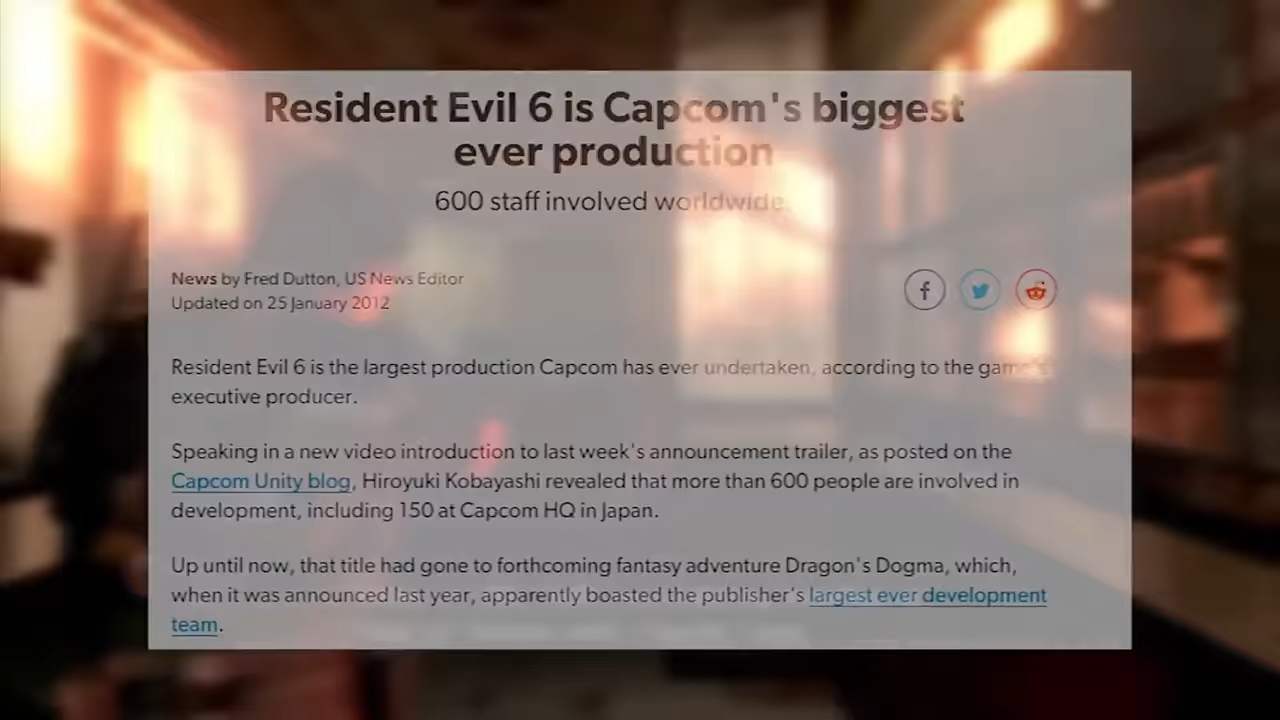 Resident Evil 6 is Capcom's biggest
ever production
600 staff involved worldwide.
News by Fred Dutton, US News Editor
Updated on 25 January 2012
Resident Evil 6 is the largest production Capcom has ever undertaken, according to the game's
executive producer.
Speaking in a new video introduction to last week's announcement trailer, as posted on the
Capcom Unity blog, Hiroyuki Kobayashi revealed that more than 600 people are involved in
development, including 150 at Capcom HQ in Japan.
Up until now, that title had gone to forthcoming fantasy adventure Dragon's Dogma, which,
when it was announced last year, apparently boasted the publisher's largest ever development
team.